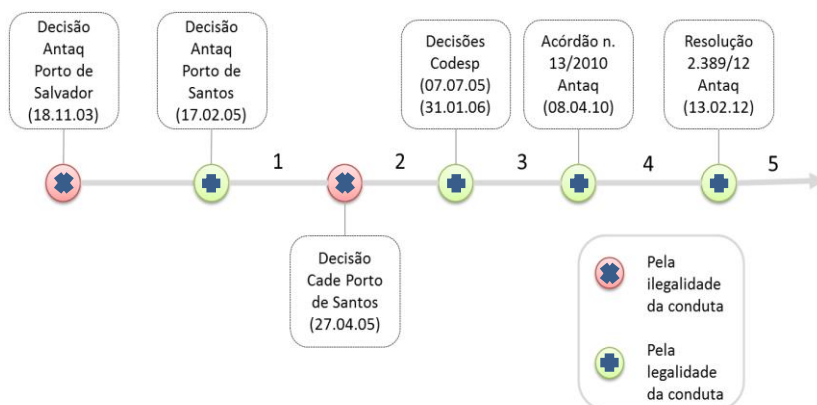 Decisão
Antaq
Porto de
Salvador
(18.11.03)
Decisão
Antaq
Porto de
Santos
(17.02.05)
Decisões
Codesp
(07.07.05)
(31.01.06)
Acórdão n.
13/2010
Antaq
(08.04.10)
Resolução
2.389/12
Antaq
(13.02.12)
1
2
3
4
5
Decisão
Cade Porto
de Santos
(27.04.05)
Pela
ilegalidade
da conduta
Pela
legalidade
da conduta